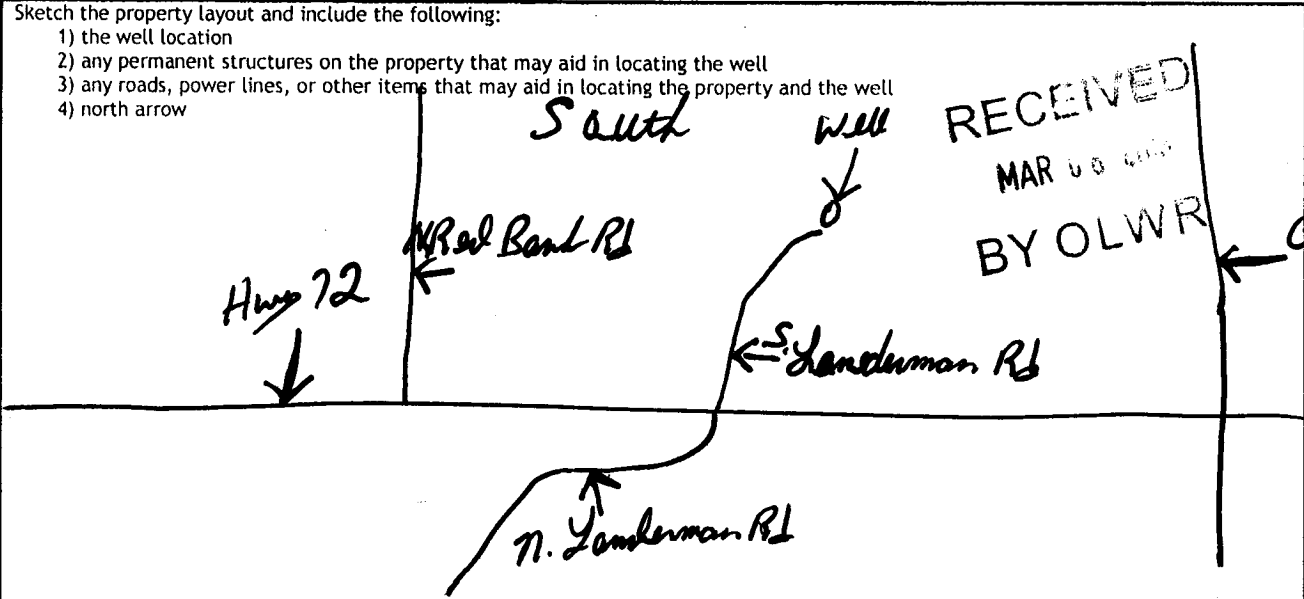 Sketch the property layout and include the following:
1) the well location
2) any permanent structures on the property that may aid in locating the well
3) any roads, power lines, or other items that may aid in locating the property and the well
4) north arrow
South
Well
RECEIVED
MAR
BY OLWR
Red Band Rd
Hwy 72
S. Landerman Rd
N. Landerman Rd